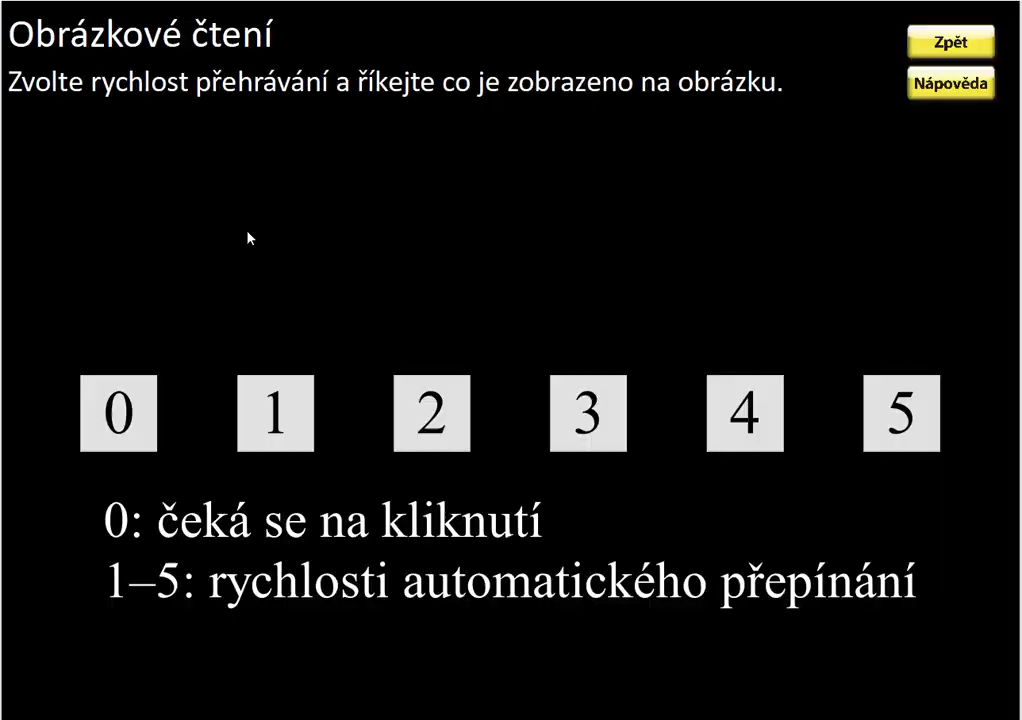 Obrázkové čtení
Zpět
Zvolte rychlost přehrávání a říkejte co je zobrazeno na obrázku.
Nápověda
0 1 2 3 4 5
0: čeká se na kliknutí
1–5: rychlosti automatického přepínání